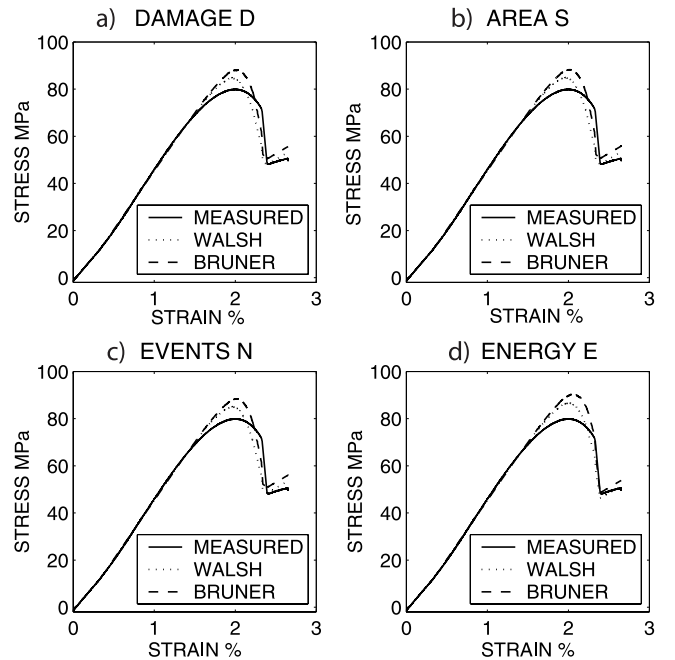 a) DAMAGE D
100
80
60
40
20
0
STRESS MPa
MEASURED
WALSH
BRUNER
0 1 2 3
STRAIN %
b) AREA S
100
80
60
40
20
0
STRESS MPa
MEASURED
WALSH
BRUNER
0 1 2 3
STRAIN %
c) EVENTS N
100
80
60
40
20
0
STRESS MPa
MEASURED
WALSH
BRUNER
0 1 2 3
STRAIN %
d) ENERGY E
100
80
60
40
20
0
STRESS MPa
MEASURED
WALSH
BRUNER
0 1 2 3
STRAIN %